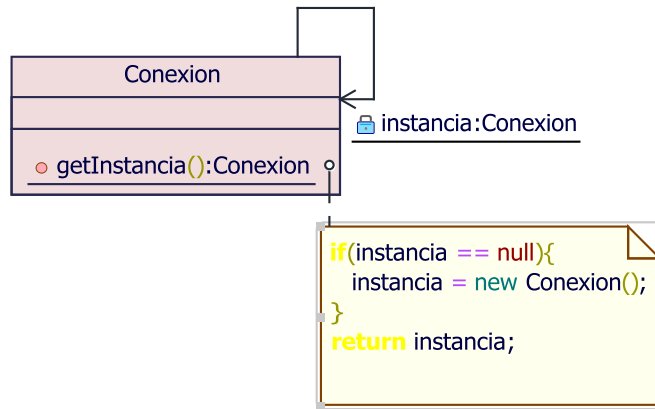 Conexion
instancia:Conexion
getInstancia():Conexion
if(instancia == null){
instancia = new Conexion();
}
return instancia;